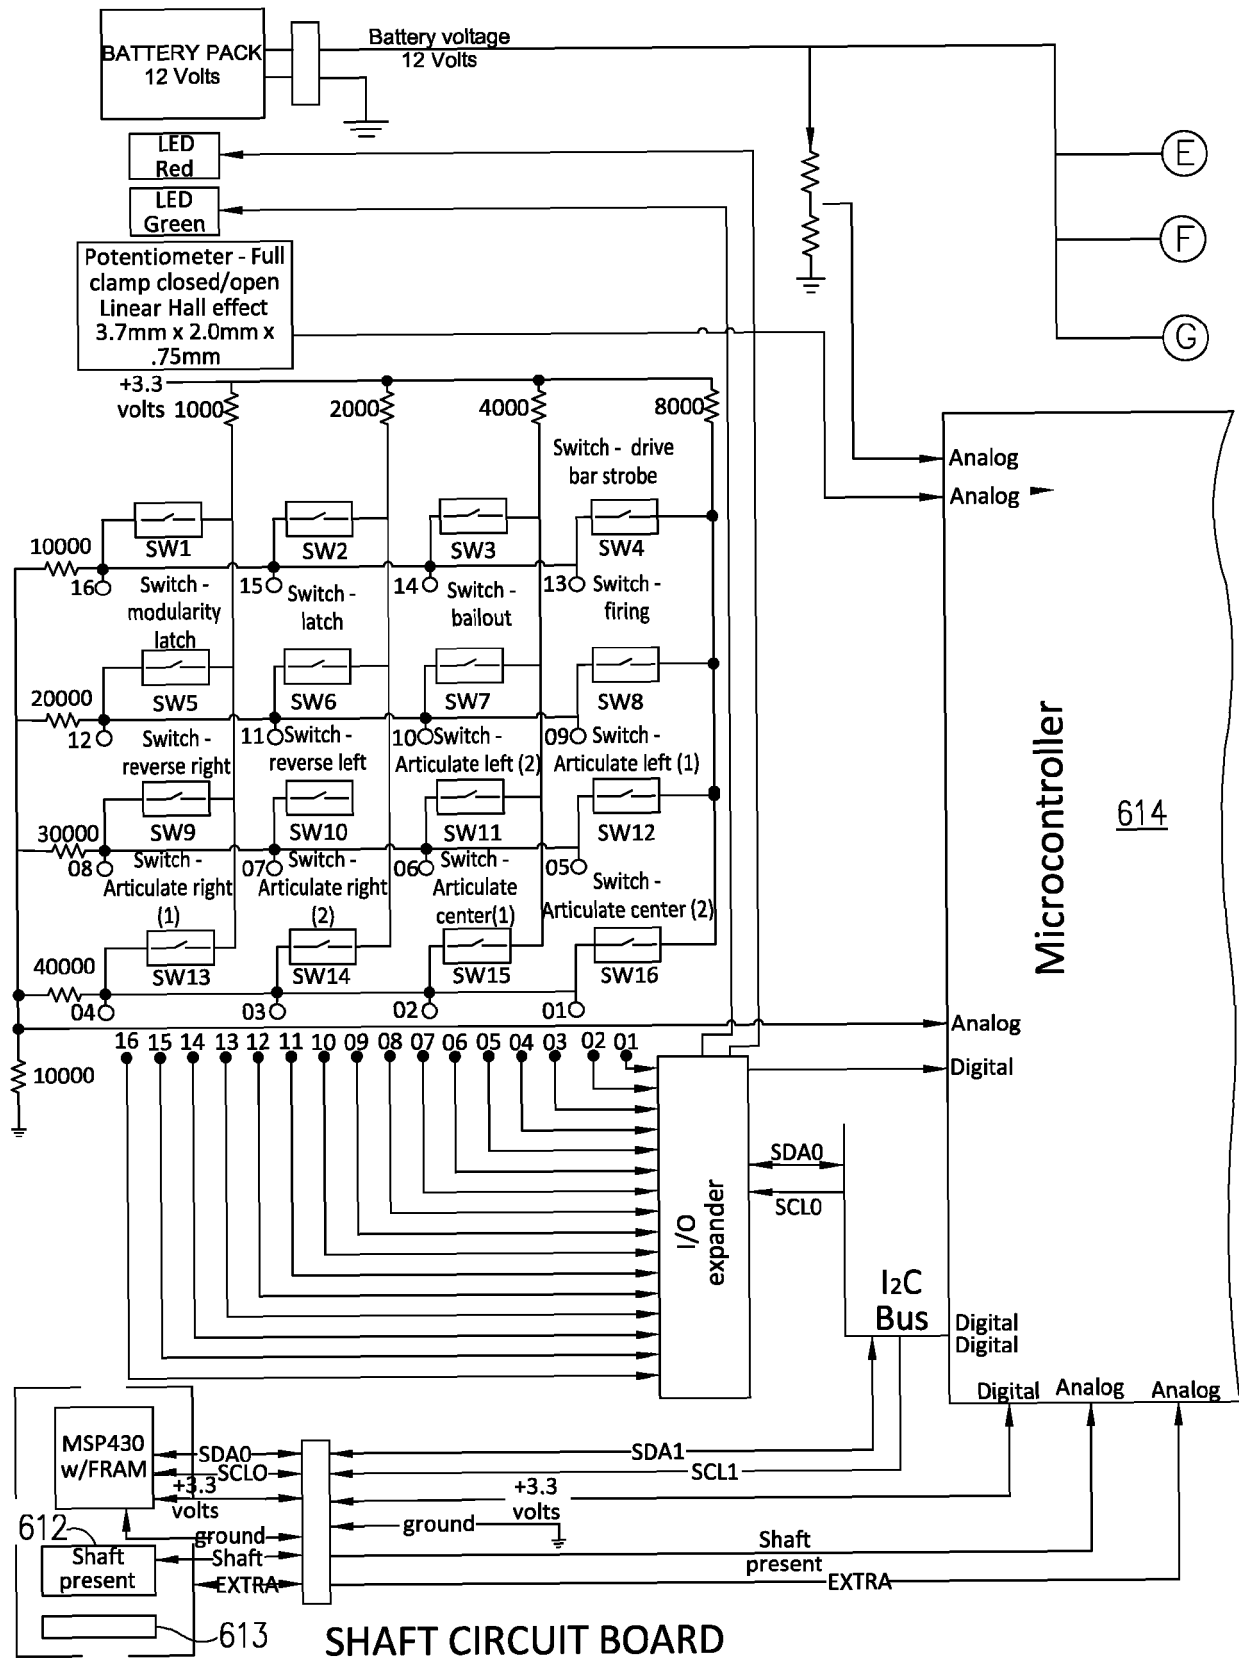 BATTERY PACK
12 Volts
Battery voltage
12 Volts
LED
Red
LED
Green
E
F
G
Potentiometer - Full
clamp closed/open
Linear Hall effect
3.7mm x 2.0mm x
.75mm
+3.3
volts
1000
2000
4000
8000
Switch - drive
bar strobe
Analog
Analog
SW1
SW2
SW3
SW4
10000
16
15
14
13
Switch -
modularity
latch
Switch -
latch
Switch -
bailout
Switch -
firing
SW5
SW6
SW7
SW8
20000
12
11
10
09
Switch -
reverse right
Switch -
reverse left
Switch -
Articulate left (2)
Switch -
Articulate left (1)
SW9
SW10
SW11
SW12
30000
08
07
06
05
Switch -
Articulate right
(1)
Switch -
Articulate right
(2)
Switch -
Articulate
center(1)
Switch -
Articulate center (2)
SW13
SW14
SW15
SW16
40000
04
03
02
01
Microcontroller
614
Analog
Digital
16 15 14 13 12 11 10 09 08 07 06 05 04 03 02 01
10000
I/O
expander
SDA0
SCL0
I2C
Bus
Digital
Digital
Digital
Analog
Analog
MSP430
w/FRAM
SDA0
SCLO
+3.3
volts
ground
Shaft
EXTRA
SDA1
SCL1
+3.3
volts
ground
Shaft
present
EXTRA
612
Shaft
present
613
SHAFT CIRCUIT BOARD